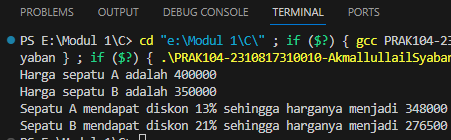 PROBLEMS OUTPUT DEBUG CONSOLE TERMINAL PORTS
PS E:\Modul 1\C> cd "e:\Modul 1\C\" ; if ($?) { gcc PRAK104-23
yaban } ; if ($?) { .\PRAK104-2310817310010-AkmallullailSyaban
Harga sepatu A adalah 400000
Harga sepatu B adalah 350000
Sepatu A mendapat diskon 13% sehingga harganya menjadi 348000
Sepatu B mendapat diskon 21% sehingga harganya menjadi 276500